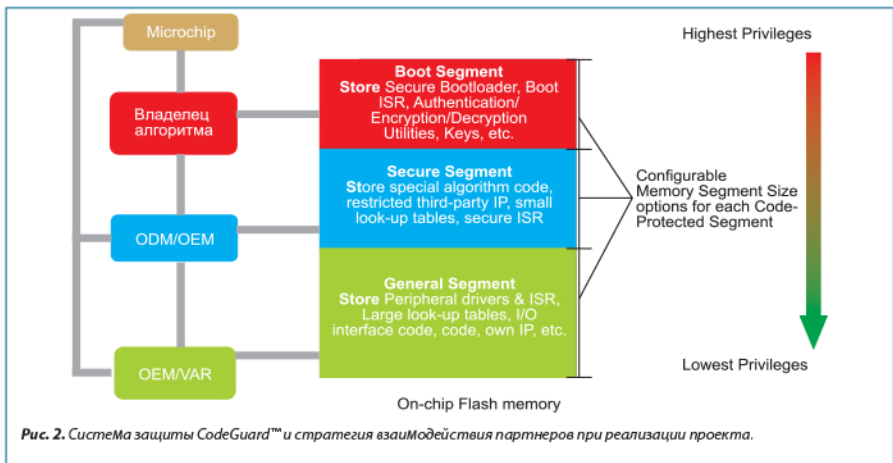 Microchip
Владелец
алгоритма
ODM/OEM
OEM/VAR
Boot Segment
Store Secure Bootloader, Boot
ISR, Authentication/
Encryption/Decryption
Utilities, Keys, etc.
Secure Segment
Store special algorithm code,
restricted third-party IP, small
look-up tables, secure ISR
General Segment
Store Peripheral drivers & ISR,
Large look-up tables, I/O
interface code, code, own IP, etc.
On-chip Flash memory
Highest Privileges
Configurable
Memory Segment Size
options for each Code-
Protected Segment
Lowest Privileges
Рис. 2. Система защиты CodeGuard™ и стратегия взаимодействия партнеров при реализации проекта.